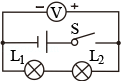 − V +
S
L₁ L₂